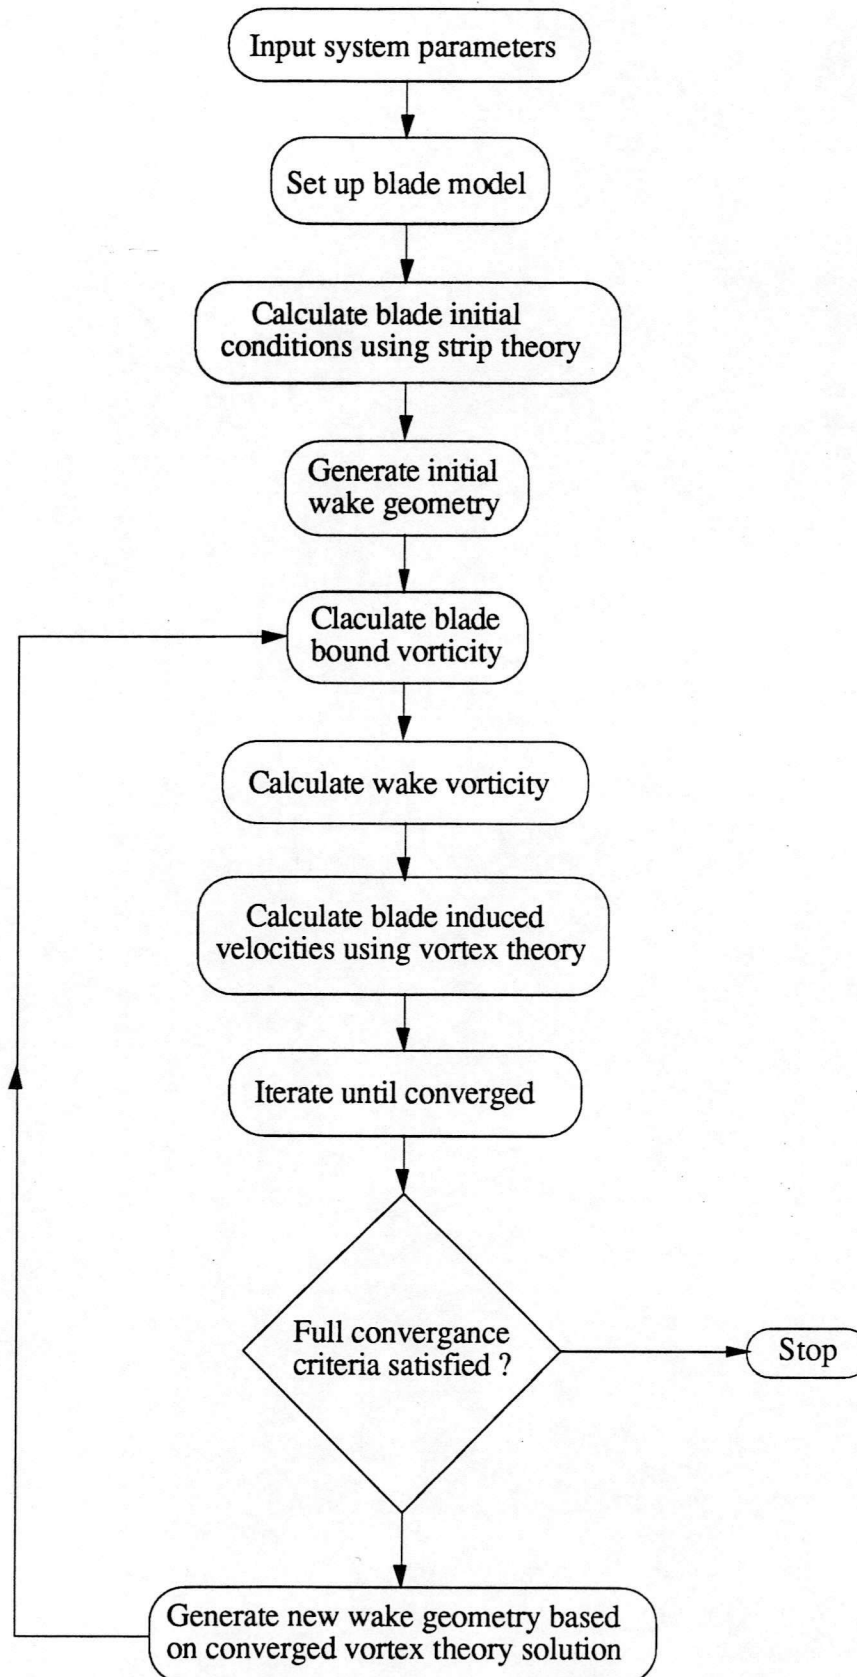 Input system parameters
Set up blade model
Calculate blade initial
conditions using strip theory
Generate initial
wake geometry
Claculate blade
bound vorticity
Calculate wake vorticity
Calculate blade induced
velocities using vortex theory
Iterate until converged
Full convergance
criteria satisfied ?
Stop
Generate new wake geometry based
on converged vortex theory solution